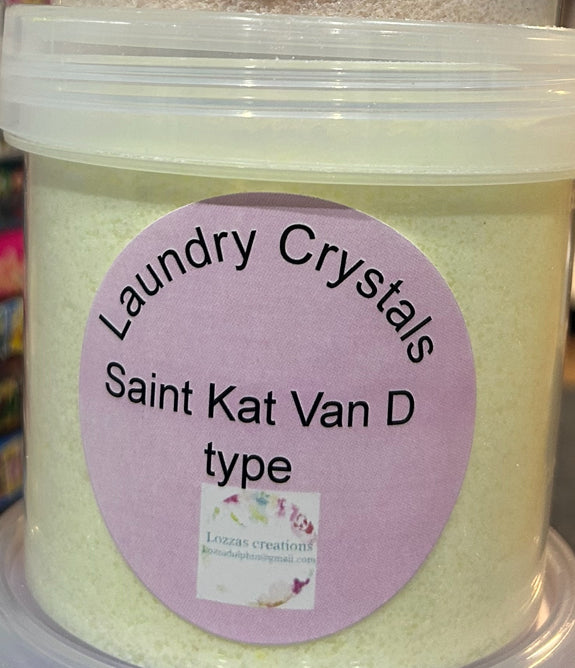 Laundry Crystals
Saint Kat Van D
type
Lozzas creations